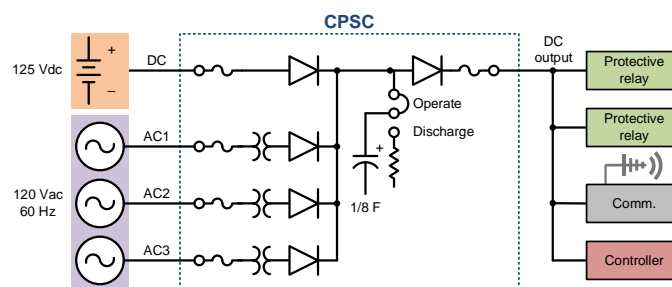 CPSC
125 Vdc
+
–
DC
DC
output
Protective
relay
Operate
Discharge
+
1/8 F
Protective
relay
120 Vac
60 Hz
AC1
AC2
AC3
Comm.
Controller